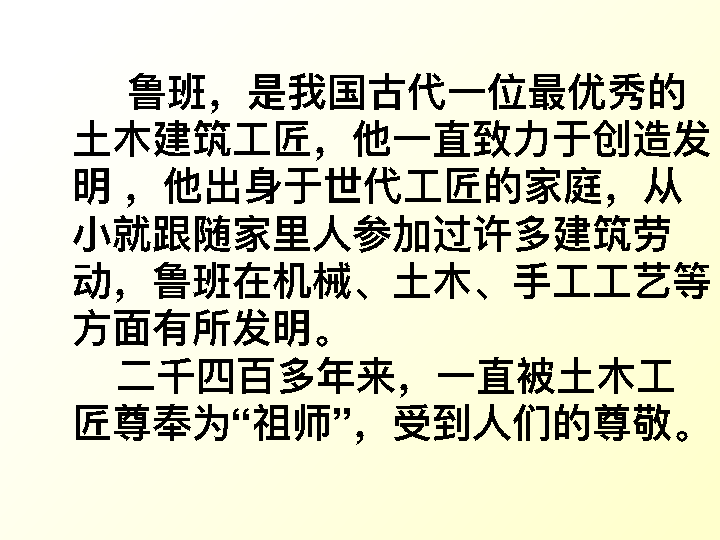 鲁班，是我国古代一位最优秀的
土木建筑工匠，他一直致力于创造发
明 ，他出身于世代工匠的家庭，从
小就跟随家里人参加过许多建筑劳
动，鲁班在机械、土木、手工工艺等
方面有所发明。
二千四百多年来，一直被土木工
匠尊奉为“祖师”，受到人们的尊敬。